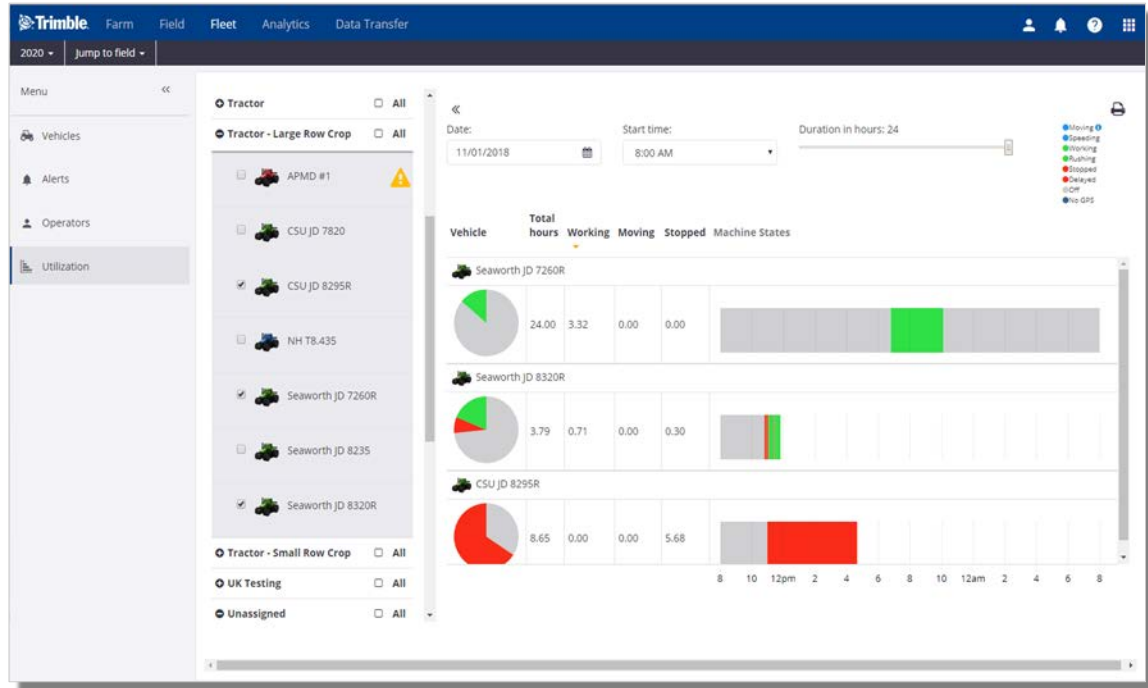 Trimble. Farm Field Fleet Analytics Data Transfer
2020 Jump to field
Menu
Vehicles
Alerts
Operators
Utilization
Tractor All
Tractor - Large Row Crop All
APMD #1
CSU JD 7820
CSU JD 8295R
NH T8.435
Seaworth JD 7260R
Seaworth JD 8235
Seaworth JD 8320R
Tractor - Small Row Crop All
UK Testing All
Unassigned All
Date: Start time: Duration in hours: 24
11/01/2018 8:00 AM
Moving
Speeding
Working
Rushing
Stopped
Delayed
Off
No GPS
Vehicle Total hours Working Moving Stopped Machine States
Seaworth JD 7260R
24.00 3.32 0.00 0.00
Seaworth JD 8320R
3.79 0.71 0.00 0.30
CSU JD 8295R
8.65 0.00 0.00 5.68
8 10 12pm 2 4 6 8 10 12am 2 4 6 8